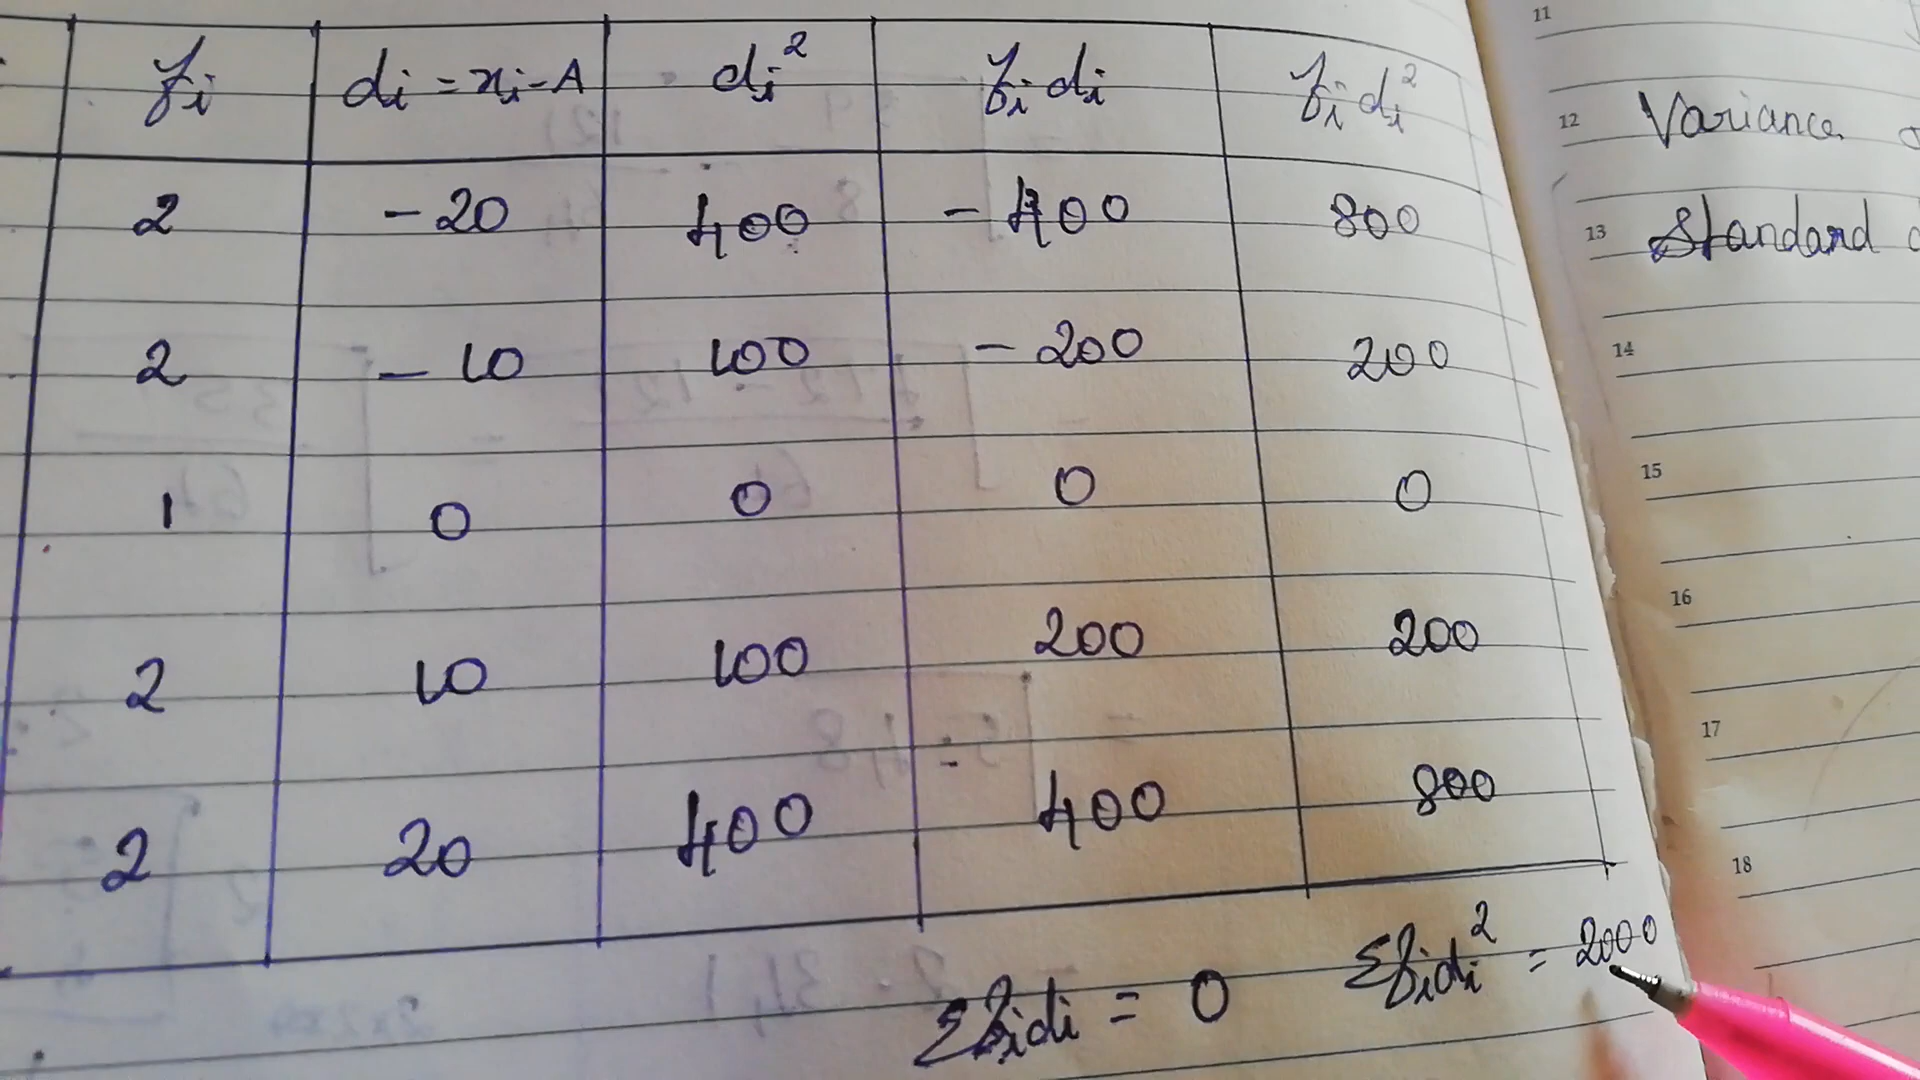 fi di = xi - A di² fidi fidi²
2 -20 400 -400 800
2 -10 100 -200 200
1 0 0 0 0
2 10 100 200 200
2 20 400 400 800
Σfidi = 0 Σfidi² = 2000
11
12 Variance
13 Standard
14
15
16
17
18